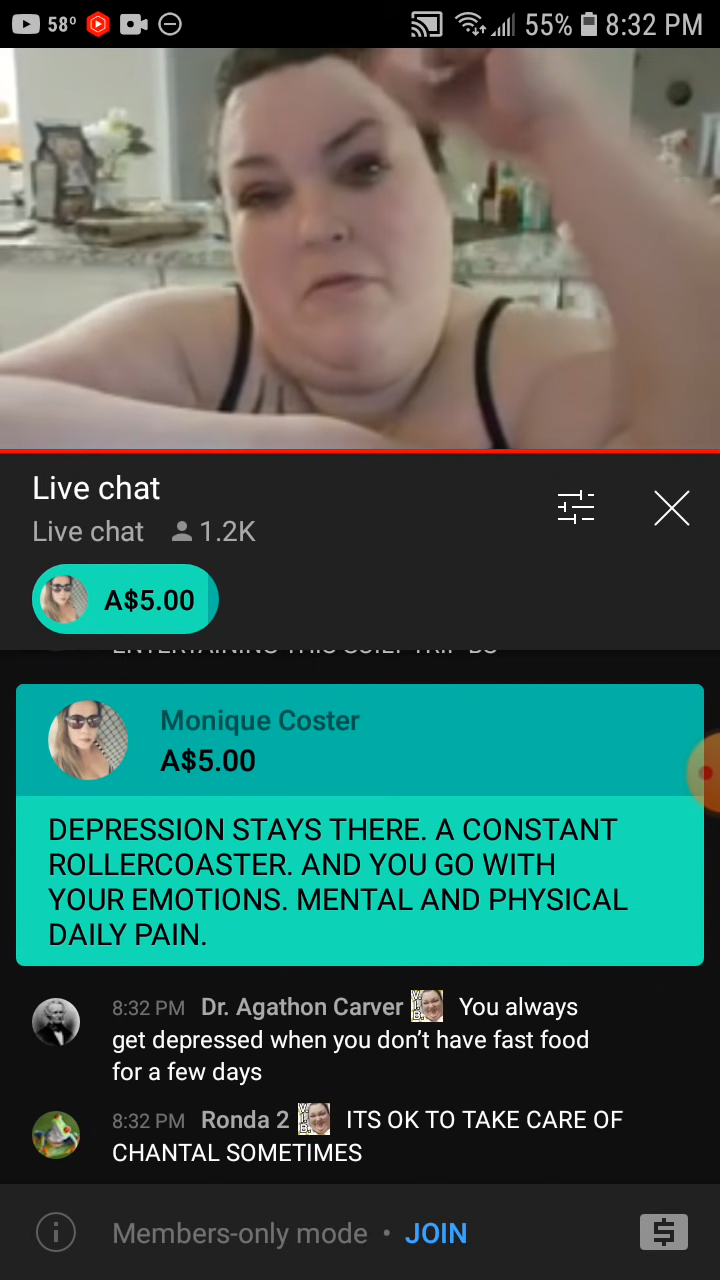 58° 55% 8:32 PM
Live chat
Live chat 1.2K
A$5.00
Monique Coster
A$5.00
DEPRESSION STAYS THERE. A CONSTANT
ROLLERCOASTER. AND YOU GO WITH
YOUR EMOTIONS. MENTAL AND PHYSICAL
DAILY PAIN.
8:32 PM Dr. Agathon Carver You always
get depressed when you don't have fast food
for a few days
8:32 PM Ronda 2 ITS OK TO TAKE CARE OF
CHANTAL SOMETIMES
Members-only mode • JOIN